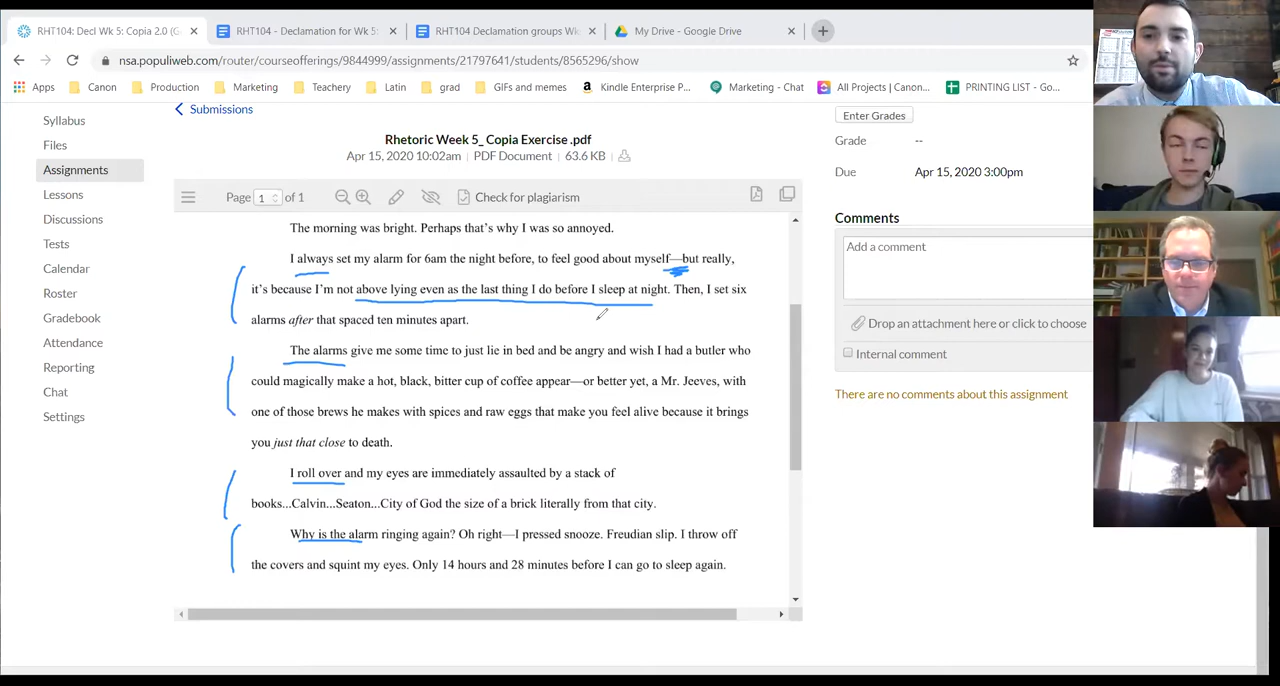 RHT104: Decl Wk 5: Copia 2.0 (G
RHT104 - Declamation for Wk 5:
RHT104 Declamation groups We
My Drive - Google Drive
nsa.populiweb.com/router/courseofferings/9844999/assignments/21797641/students/8565296/show
Apps Canon Production Marketing Teachery Latin grad GIFs and memes Kindle Enterprise P... Marketing - Chat All Projects (Canon... PRINTING LIST - Go...
Submissions
Syllabus
Files
Assignments
Lessons
Discussions
Tests
Calendar
Roster
Gradebook
Attendance
Reporting
Chat
Settings
Rhetoric Week 5_ Copia Exercise .pdf
Apr 15, 2020 10:02am | PDF Document | 63.6 KB
Page 1 of 1 Check for plagiarism
The morning was bright. Perhaps that's why I was so annoyed.
I always set my alarm for 6am the night before, to feel good about myself—but really,
it's because I'm not above lying even as the last thing I do before I sleep at night. Then, I set six
alarms after that spaced ten minutes apart.
The alarms give me some time to just lie in bed and be angry and wish I had a butler who
could magically make a hot, black, bitter cup of coffee appear—or better yet, a Mr. Jeeves, with
one of those brews he makes with spices and raw eggs that make you feel alive because it brings
you just that close to death.
I roll over and my eyes are immediately assaulted by a stack of
books...Calvin...Seaton...City of God the size of a brick literally from that city.
Why is the alarm ringing again? Oh right—I pressed snooze. Freudian slip. I throw off
the covers and squint my eyes. Only 14 hours and 28 minutes before I can go to sleep again.
Enter Grades
Grade --
Due Apr 15, 2020 3:00pm
Comments
Add a comment
Drop an attachment here or click to choose
Internal comment
There are no comments about this assignment